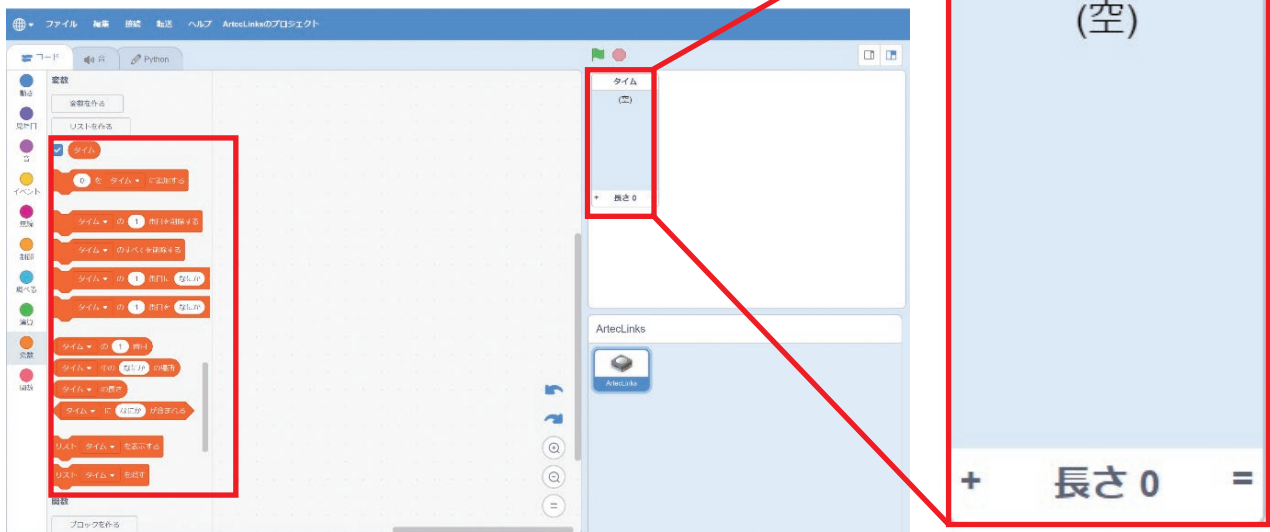 ファイル 編集 接続 転送 ヘルプ ArtecLinksのプロジェクト
コード 音 Python
動き
見た目
音
イベント
無線
制御
調べる
演算
変数
関数
変数
変数を作る
リストを作る
タイム
0 を タイム に追加する
タイム の 1 番目を削除する
タイム のすべてを削除する
タイム の 1 番目に なにか
タイム の 1 番目を なにか
タイム の 1 番目
タイム 中の なにか の場所
タイム の長さ
タイム に なにか が含まれる
リスト タイム を表示する
リスト タイム を隠す
関数
ブロックを作る
タイム
(空)
+ 長さ 0
ArtecLinks
ArtecLinks
(空)
+ 長さ 0 =